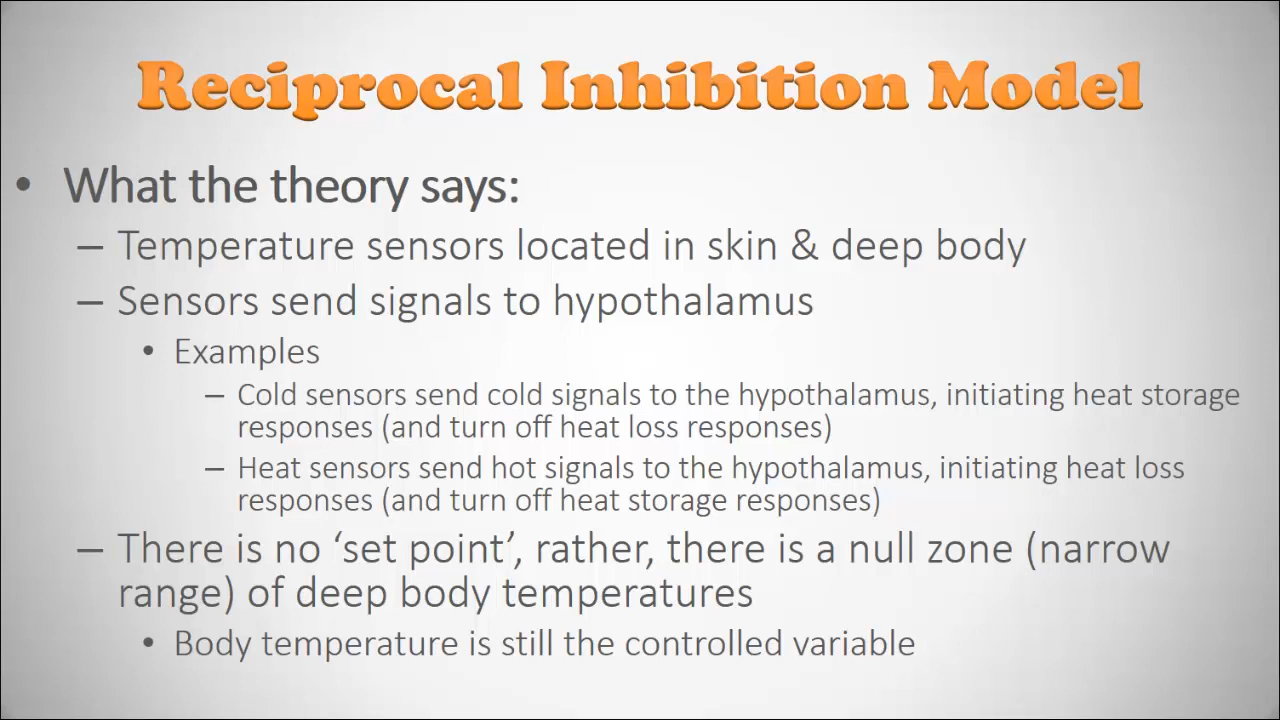 Reciprocal Inhibition Model
• What the theory says:
– Temperature sensors located in skin & deep body
– Sensors send signals to hypothalamus
• Examples
– Cold sensors send cold signals to the hypothalamus, initiating heat storage
responses (and turn off heat loss responses)
– Heat sensors send hot signals to the hypothalamus, initiating heat loss
responses (and turn off heat storage responses)
– There is no ‘set point’, rather, there is a null zone (narrow
range) of deep body temperatures
• Body temperature is still the controlled variable